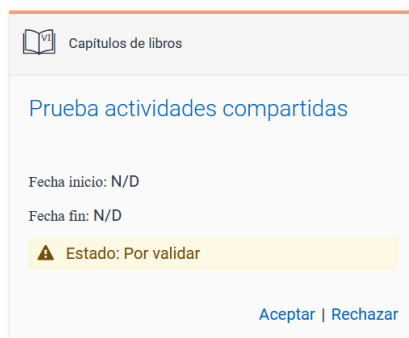 VI
Capítulos de libros
Prueba actividades compartidas
Fecha inicio: N/D
Fecha fin: N/D
Estado: Por validar
Aceptar | Rechazar